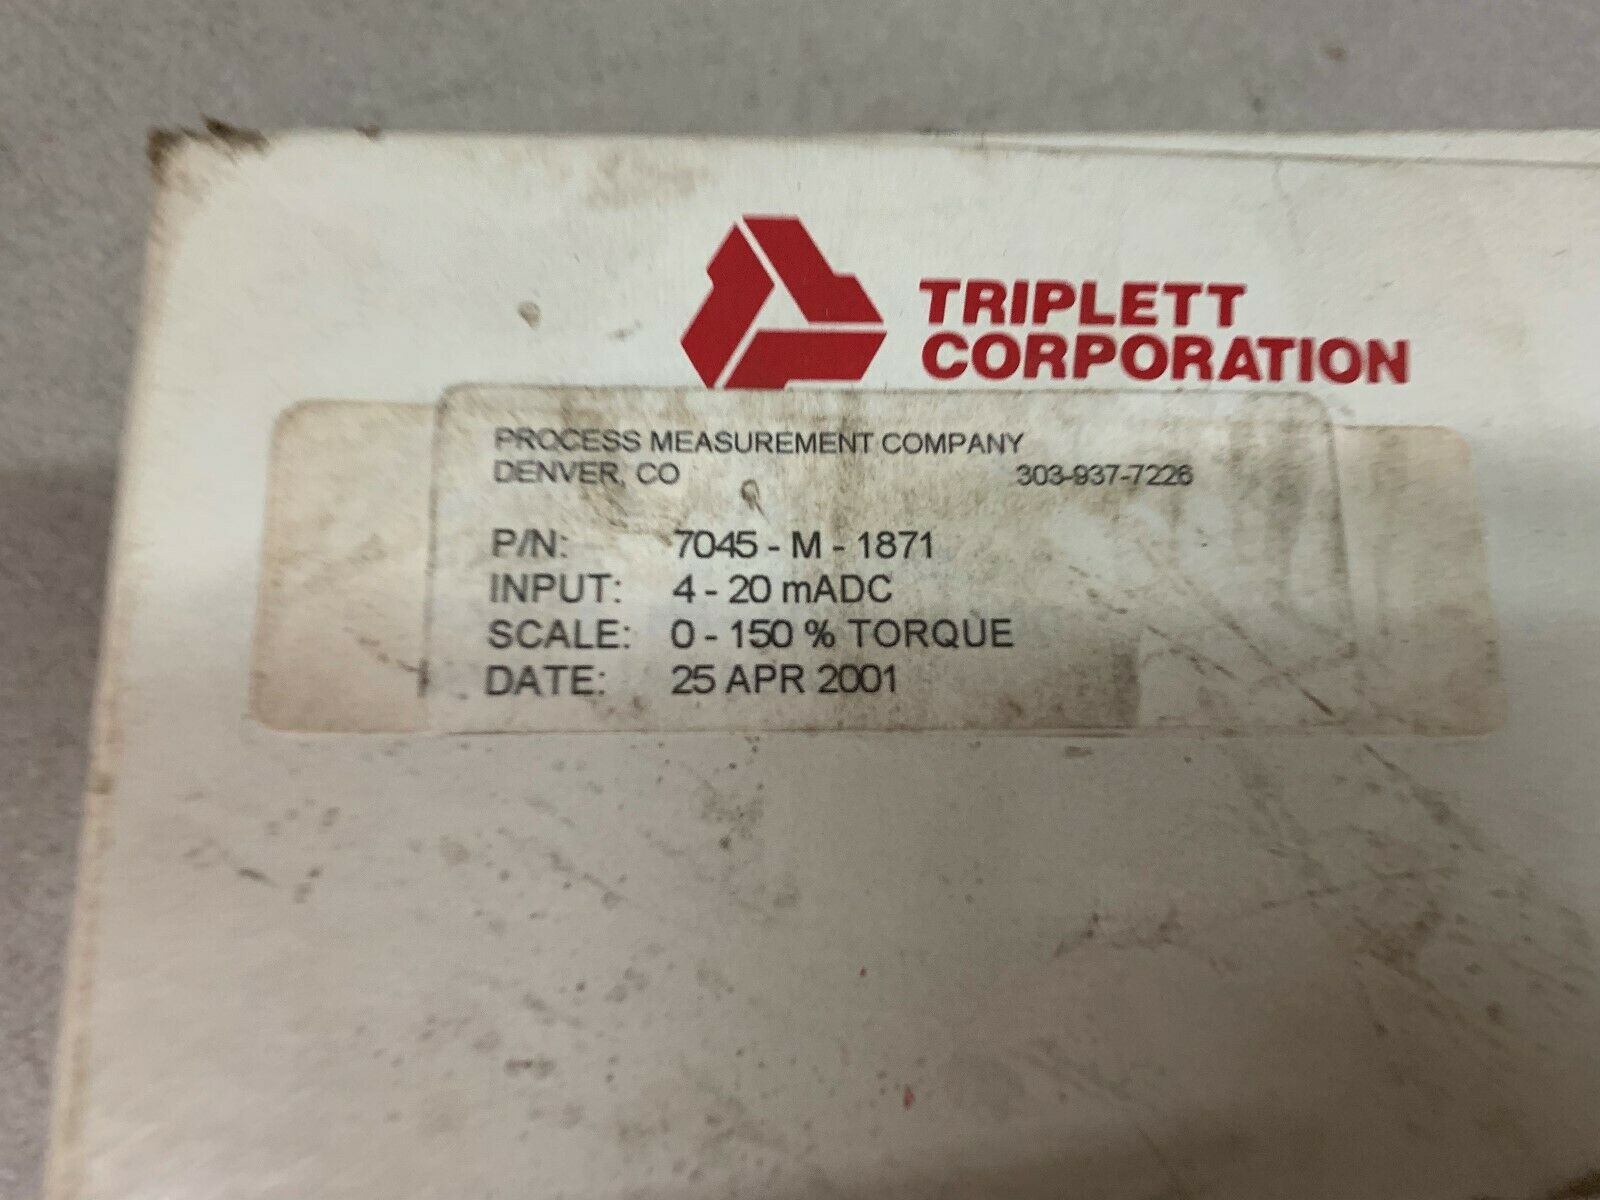 TRIPLETT
CORPORATION
PROCESS MEASUREMENT COMPANY
DENVER, CO 303-937-7226
P/N: 7045 - M - 1871
INPUT: 4 - 20 mADC
SCALE: 0 - 150 % TORQUE
DATE: 25 APR 2001